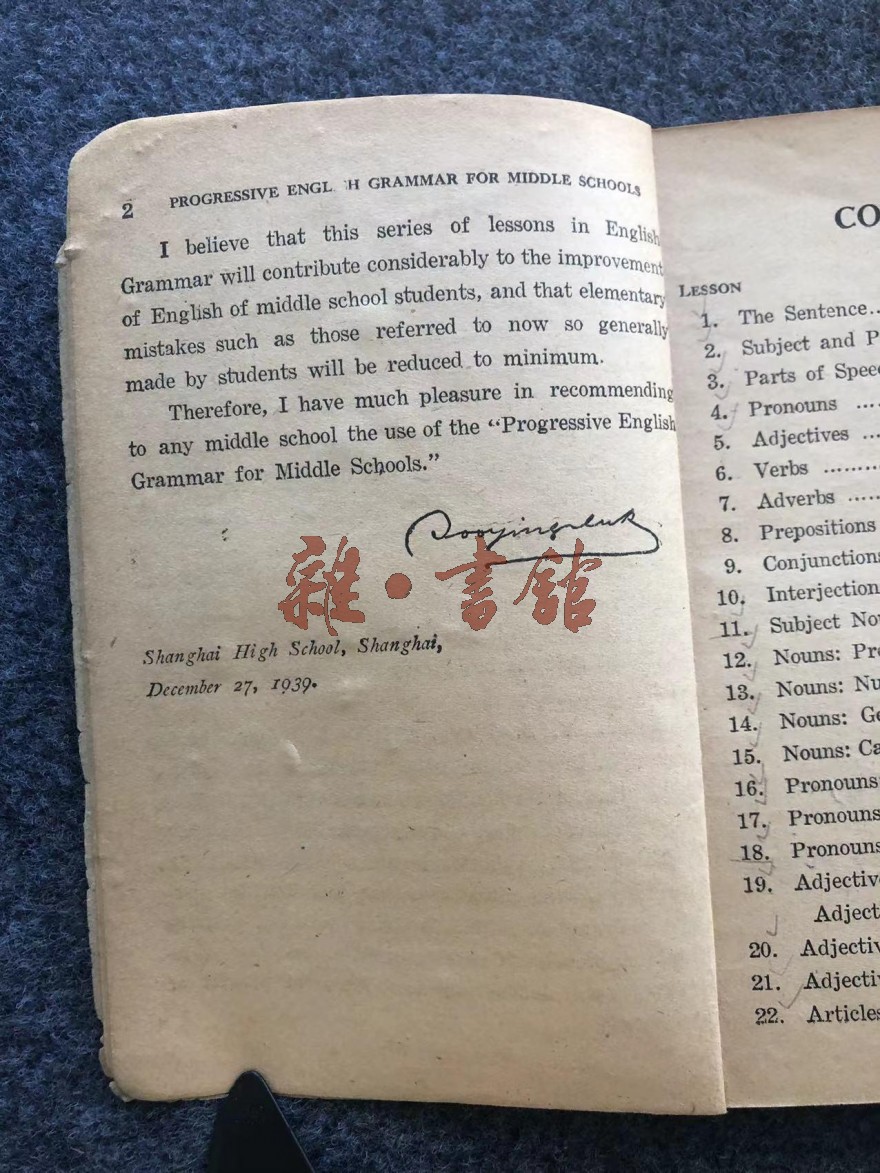 2 PROGRESSIVE ENGL H GRAMMAR FOR MIDDLE SCHOOLS
I believe that this series of lessons in English
Grammar will contribute considerably to the improvement
of English of middle school students, and that elementary
mistakes such as those referred to now so generally
made by students will be reduced to minimum.
Therefore, I have much pleasure in recommending
to any middle school the use of the “Progressive English
Grammar for Middle Schools.”
雜·書館
Shanghai High School, Shanghai,
December 27, 1939.
CO
LESSON
1. The Sentence..
2. Subject and P
3. Parts of Spee
4. Pronouns ....
5. Adjectives ...
6. Verbs .........
7. Adverbs .....
8. Prepositions
9. Conjunctions
10. Interjection
11. Subject No
12. Nouns: Pr
13. Nouns: Nu
14. Nouns: Ge
15. Nouns: Ca
16. Pronouns
17. Pronouns
18. Pronouns
19. Adjective
Adject
20. Adjectiv
21. Adjecti
22. Articles